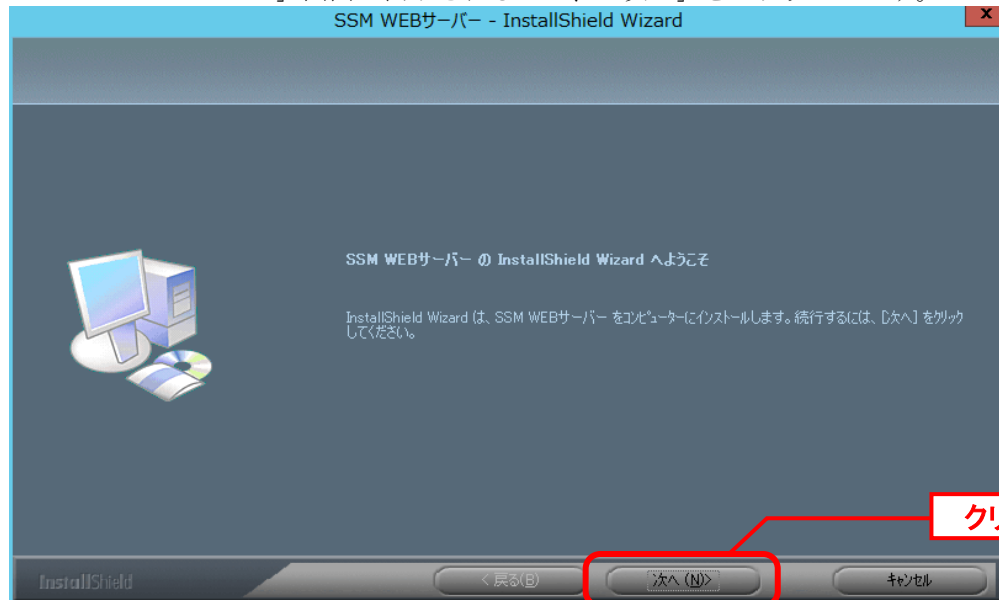 SSM WEBサーバー - InstallShield Wizard
x
SSM WEBサーバー の InstallShield Wizard へようこそ
InstallShield Wizard は、SSM WEBサーバー をコンピューターにインストールします。続行するには、[次へ] をクリック
してください。
クリ
InstallShield
< 戻る(B)
次へ (N)>
キャンセル